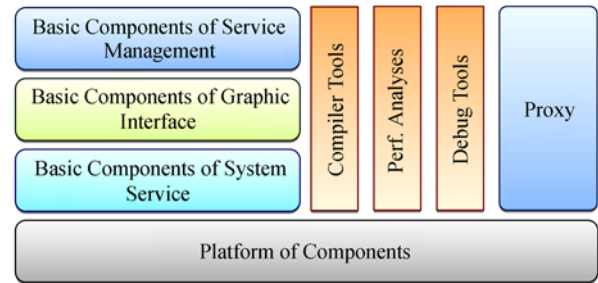 Basic Components of Service
Management
Basic Components of Graphic
Interface
Basic Components of System
Service
Compiler Tools
Perf. Analyses
Debug Tools
Proxy
Platform of Components